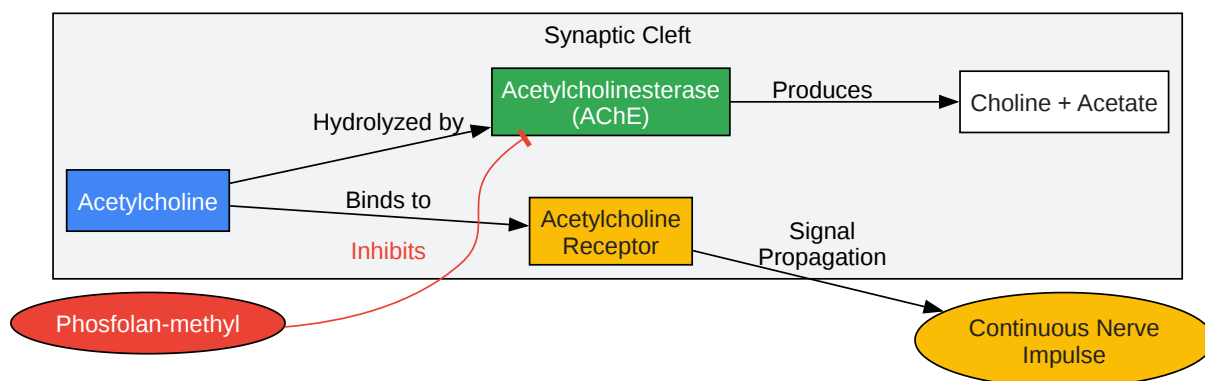 Synaptic Cleft
Acetylcholinesterase
(AChE)
Produces
Choline + Acetate
Hydrolyzed by
Acetylcholine
Binds to
Acetylcholine
Receptor
Signal
Propagation
Inhibits
Phosfolan-methyl
Continuous Nerve
Impulse